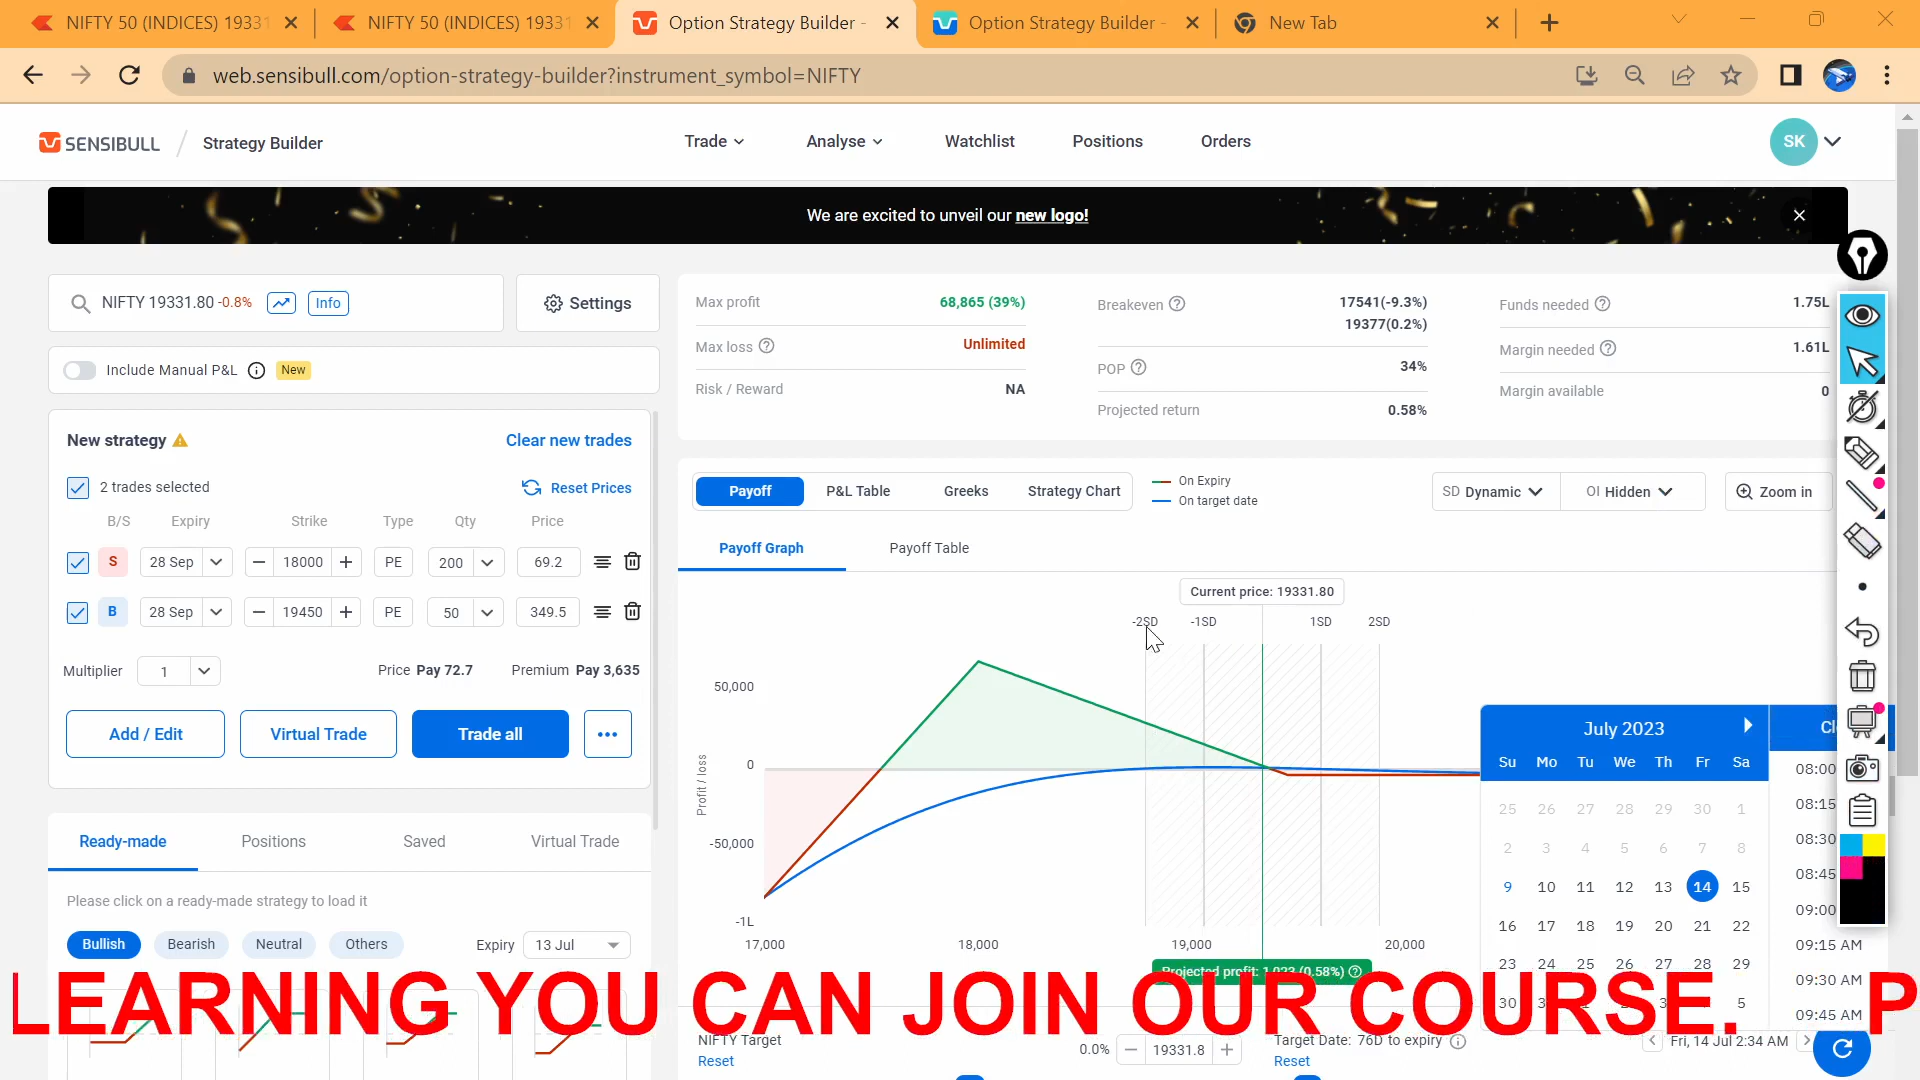 NIFTY 50 (INDICES) 19331
NIFTY 50 (INDICES) 19331
Option Strategy Builder -
Option Strategy Builder -
New Tab
web.sensibull.com/option-strategy-builder?instrument_symbol=NIFTY
SENSIBULL / Strategy Builder
Trade
Analyse
Watchlist
Positions
Orders
SK
We are excited to unveil our new logo!
NIFTY 19331.80 -0.8% Info
Settings
Include Manual P&L New
New strategy
Clear new trades
2 trades selected
Reset Prices
B/S Expiry Strike Type Qty Price
S 28 Sep 18000 PE 200 69.2
B 28 Sep 19450 PE 50 349.5
Multiplier 1 Price Pay 72.7 Premium Pay 3,635
Add / Edit
Virtual Trade
Trade all
Ready-made
Positions
Saved
Virtual Trade
Please click on a ready-made strategy to load it
Bullish
Bearish
Neutral
Others
Expiry 13 Jul
Max profit 68,865 (39%)
Max loss Unlimited
Risk / Reward NA
Breakeven 17541(-9.3%)
19377(0.2%)
POP 34%
Projected return 0.58%
Funds needed 1.75L
Margin needed 1.61L
Margin available 0
Payoff
P&L Table
Greeks
Strategy Chart
On Expiry
On target date
SD Dynamic
OI Hidden
Zoom in
Payoff Graph
Payoff Table
Current price: 19331.80
-2SD -1SD 1SD 2SD
Profit / loss
50,000
0
-50,000
-1L
17,000 18,000 19,000 20,000
Projected profit: 1,023 (0.58%)
July 2023
Su Mo Tu We Th Fr Sa
25 26 27 28 29 30 1
2 3 4 5 6 7 8
9 10 11 12 13 14 15
16 17 18 19 20 21 22
23 24 25 26 27 28 29
30 5
08:00
08:15
08:30
08:45
09:00
09:15 AM
09:30 AM
09:45 AM
LEARNING YOU CAN JOIN OUR COURSE. P
NIFTY Target
Reset
0.0% 19331.8
Target Date: 76D to expiry
Reset
Fri, 14 Jul 2:34 AM